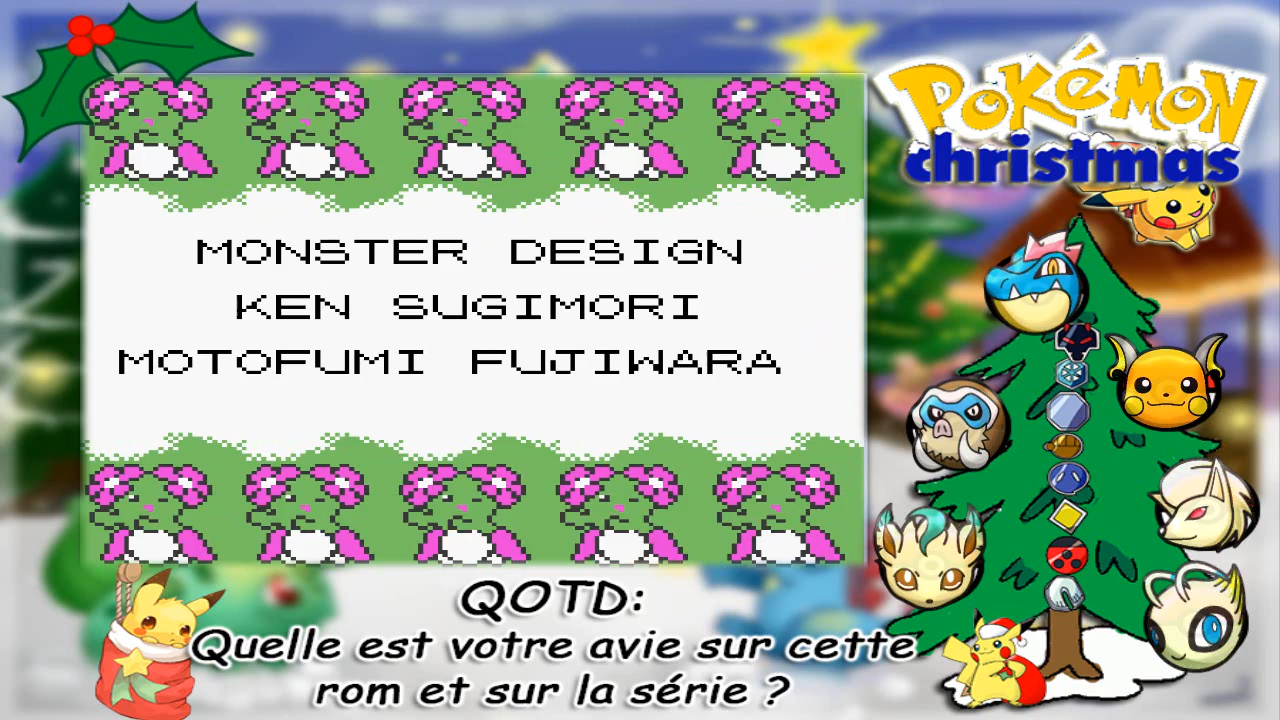 POKéMON
christmas
MONSTER DESIGN
KEN SUGIMORI
MOTOFUMI FUJIWARA
QOTD:
Quelle est votre avie sur cette
rom et sur la série ?